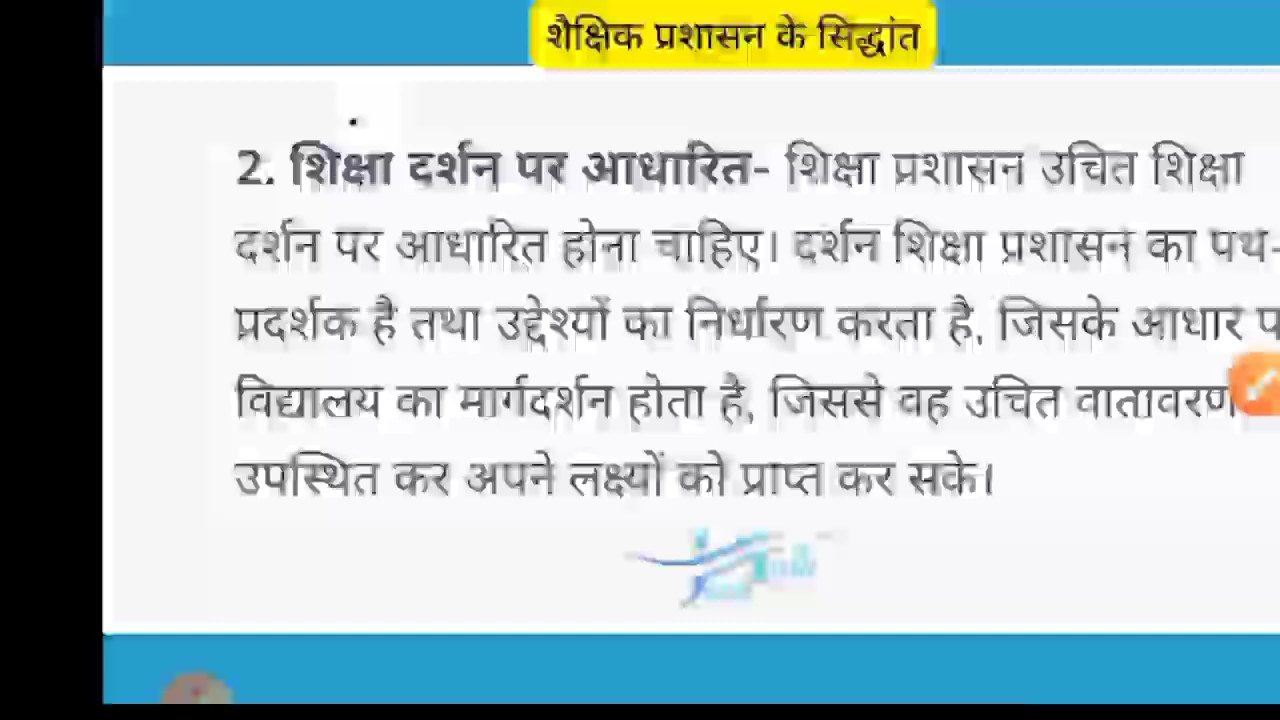 शैक्षिक प्रशासन के सिद्धांत
2. शिक्षा दर्शन पर आधारित- शिक्षा प्रशासन उचित शिक्षा
दर्शन पर आधारित होना चाहिए। दर्शन शिक्षा प्रशासन का पथ-
प्रदर्शक है तथा उद्देश्यों का निर्धारण करता है, जिसके आधार
विद्यालय का मार्गदर्शन होता है, जिससे वह उचित वातावरण
उपस्थित कर अपने लक्ष्यों को प्राप्त कर सके।